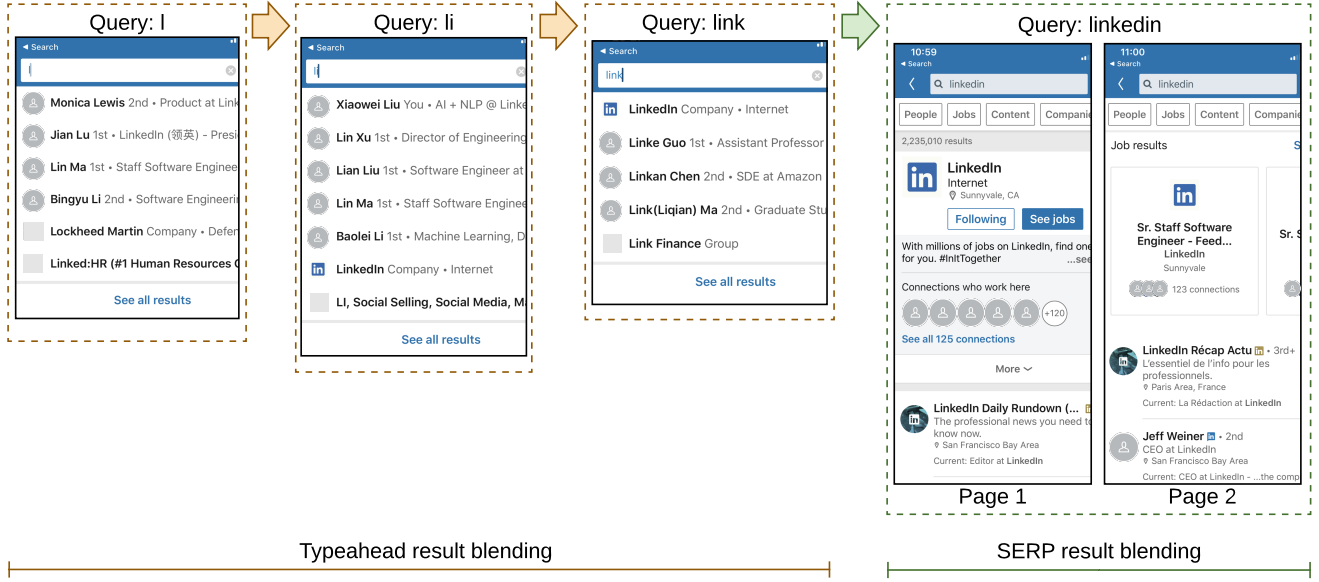 Query: l
◄ Search
l
Monica Lewis 2nd • Product at Link
Jian Lu 1st • LinkedIn (领英) - Presi
Lin Ma 1st • Staff Software Enginee
Bingyu Li 2nd • Software Engineerin
Lockheed Martin Company • Defen
Linked:HR (#1 Human Resources G
See all results
Query: li
◄ Search
li
Xiaowei Liu You • AI + NLP @ Linke
Lin Xu 1st • Director of Engineering
Lian Liu 1st • Software Engineer at
Lin Ma 1st • Staff Software Enginee
Baolei Li 1st • Machine Learning, D
LinkedIn Company • Internet
LI, Social Selling, Social Media, M
See all results
Query: link
◄ Search
link
LinkedIn Company • Internet
Linke Guo 1st • Assistant Professor
Linkan Chen 2nd • SDE at Amazon
Link(Liqian) Ma 2nd • Graduate Stu
Link Finance Group
See all results
Query: linkedin
10:59
◄ Search
linkedin
People Jobs Content Companie
2,235,010 results
in LinkedIn
Internet
Sunnyvale, CA
Following See jobs
With millions of jobs on LinkedIn, find one
for you. #InItTogether ...see
Connections who work here
+120
See all 125 connections
More
LinkedIn Daily Rundown (... in
The professional news you need to
know now.
San Francisco Bay Area
Current: Editor at LinkedIn
Page 1
11:00
◄ Search
linkedin
People Jobs Content Compan
Job results S
in
Sr. Staff Software
Engineer - Feed... Sr. S
LinkedIn
Sunnyvale
123 connections
LinkedIn Récap Actu in • 3rd+
L'essentiel de l'info pour les
professionnels.
Paris Area, France
Current: La Rédaction at LinkedIn
Jeff Weiner in • 2nd
CEO at LinkedIn
San Francisco Bay Area
Current: CEO at LinkedIn - ...the comp
Page 2
Typeahead result blending
SERP result blending